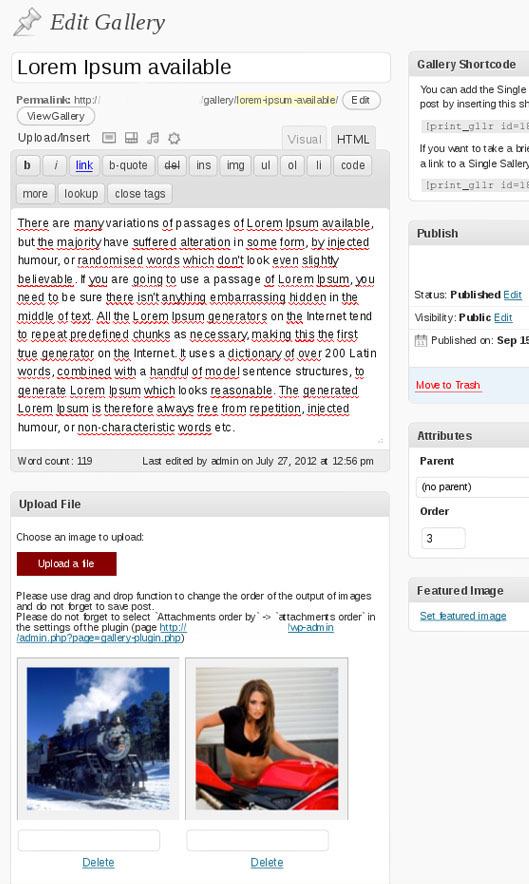 Edit Gallery
Lorem Ipsum available
Permalink: http:// /gallery/lorem-ipsum-available/ Edit
ViewGallery
Upload/Insert
Visual HTML
b i link b-quote del ins img ul ol li code
more lookup close tags
There are many variations of passages of Lorem Ipsum available,
but the majority have suffered alteration in some form, by injected
humour, or randomised words which don't look even slightly
believable. If you are going to use a passage of Lorem Ipsum, you
need to be sure there isn't anything embarrassing hidden in the
middle of text. All the Lorem Ipsum generators on the Internet tend
to repeat predefined chunks as necessary, making this the first
true generator on the Internet. It uses a dictionary of over 200 Latin
words, combined with a handful of model sentence structures, to
generate Lorem Ipsum which looks reasonable. The generated
Lorem Ipsum is therefore always free from repetition, injected
humour, or non-characteristic words etc.
Word count: 119 Last edited by admin on July 27, 2012 at 12:56 pm
Upload File
Choose an image to upload:
Upload a file
Please use drag and drop function to change the order of the output of images
and do not forget to save post.
Please do not forget to select `Attachments order by` -> `attachments order` in
the settings of the plugin (page http:// /wp-admin
/admin.php?page=gallery-plugin.php)
Delete
Delete
Gallery Shortcode
You can add the Single
post by inserting this sh
[print_gllr id=18
If you want to take a brie
a link to a Single Sallery
[print_gllr id=18
Publish
Status: Published Edit
Visibility: Public Edit
Published on: Sep 15
Move to Trash
Attributes
Parent
(no parent)
Order
3
Featured Image
Set featured image